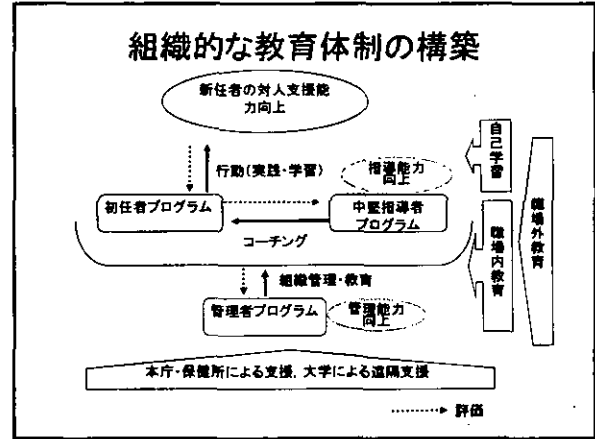 組織的な教育体制の構築
新任者の対人支援能
力向上
行動(実践・学習)
指導能力
向上
自己学習
初任者プログラム
中堅指導者
プログラム
コーチング
職場内教育
職場外教育
組織管理・教育
管理者プログラム
管理能力
向上
本庁・保健所による支援、大学による遠隔支援
評価